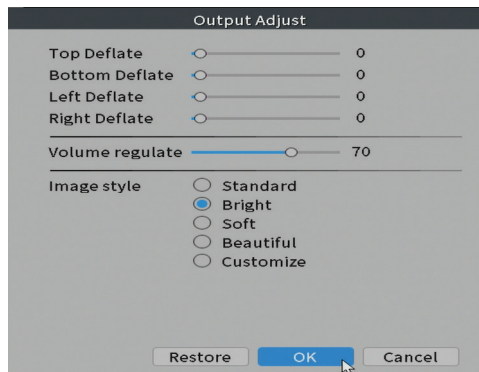 Output Adjust
Top Deflate 0
Bottom Deflate 0
Left Deflate 0
Right Deflate 0
Volume regulate 70
Image style Standard
Bright
Soft
Beautiful
Customize
Restore OK Cancel